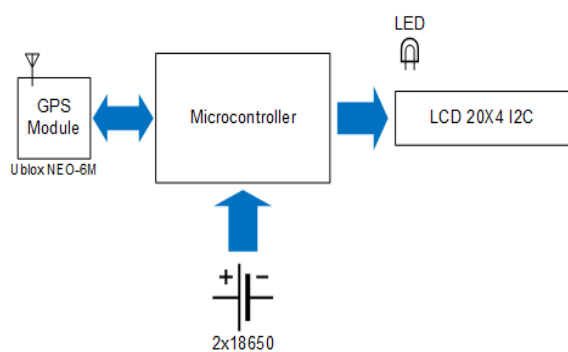 LED
GPS
Module
Ublox NEO-6M
Microcontroller
LCD 20X4 I2C
+ −
2x18650